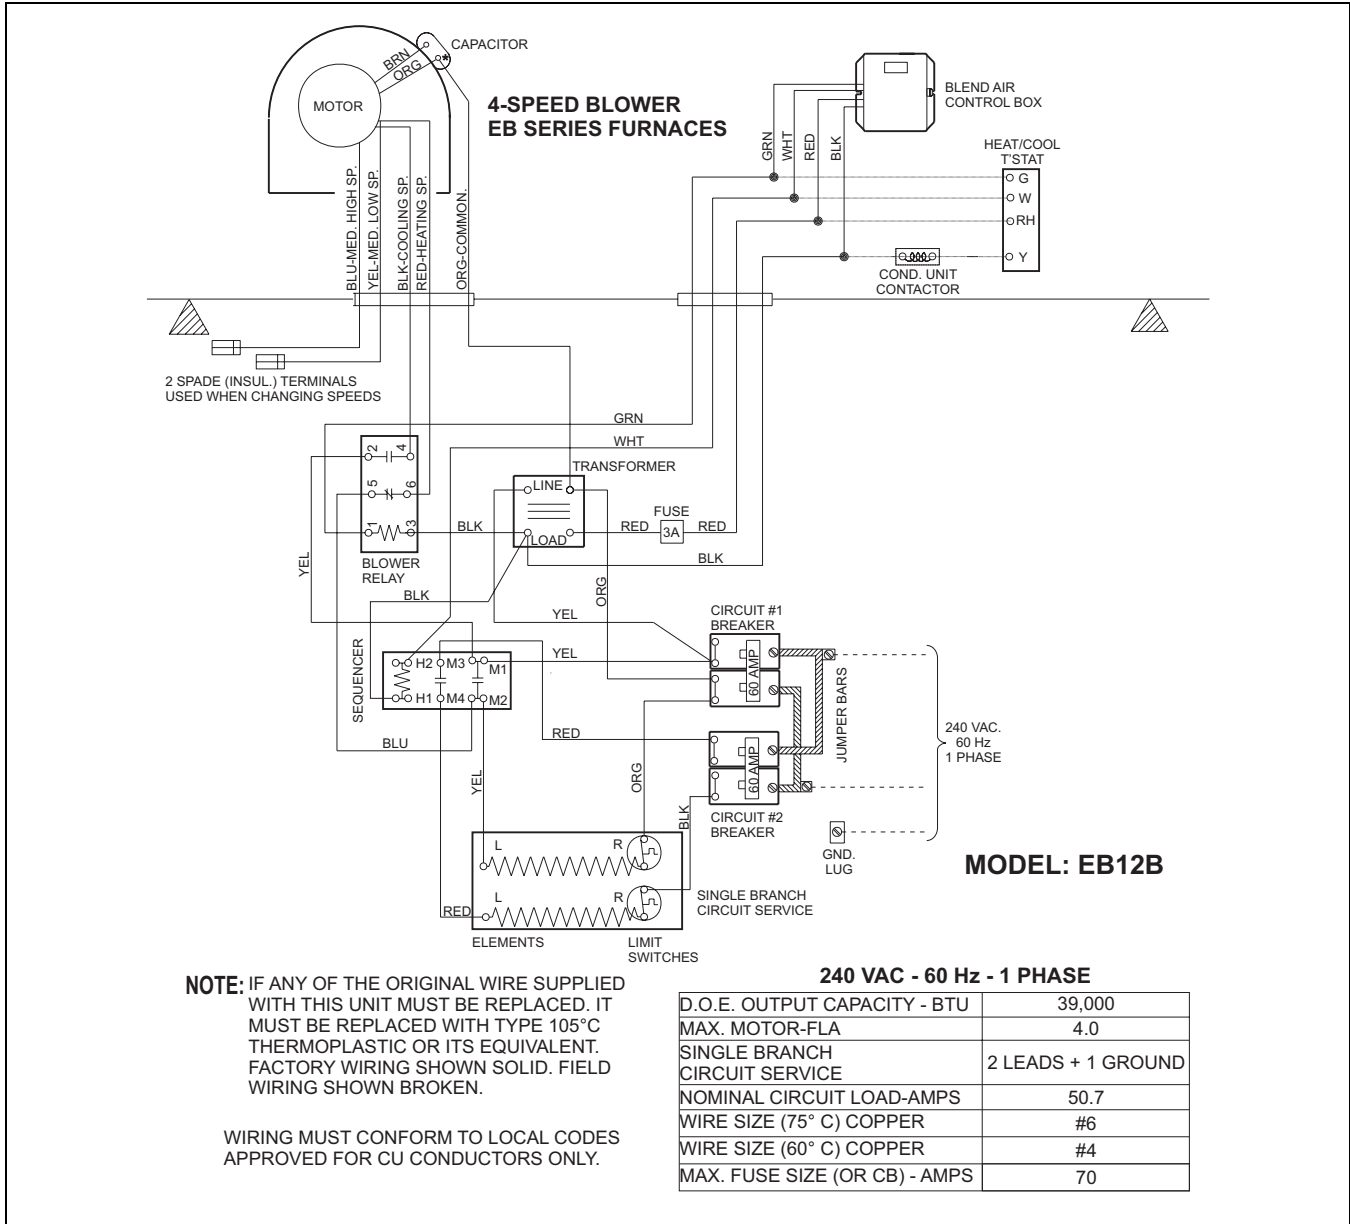 CAPACITOR
BRN
ORG
*
MOTOR
4-SPEED BLOWER
EB SERIES FURNACES
BLEND AIR
CONTROL BOX
GRN
WHT
RED
BLK
HEAT/COOL
T'STAT
G
W
RH
Y
COND. UNIT
CONTACTOR
BLU-MED. HIGH SP.
YEL-MED. LOW SP.
BLK-COOLING SP.
RED-HEATING SP.
ORG-COMMON.
2 SPADE (INSUL.) TERMINALS
USED WHEN CHANGING SPEEDS
GRN
WHT
2
4
5
6
1
3
BLOWER
RELAY
TRANSFORMER
LINE
LOAD
BLK
RED
FUSE
3A
RED
BLK
YEL
BLK
ORG
YEL
YEL
CIRCUIT #1
BREAKER
60 AMP
SEQUENCER
H2
M3
M1
H1
M4
M2
BLU
RED
YEL
ORG
BLK
60 AMP
CIRCUIT #2
BREAKER
JUMPER BARS
240 VAC.
60 Hz
1 PHASE
GND.
LUG
MODEL: EB12B
L
R
L
R
RED
ELEMENTS
LIMIT
SWITCHES
SINGLE BRANCH
CIRCUIT SERVICE
NOTE: IF ANY OF THE ORIGINAL WIRE SUPPLIED
WITH THIS UNIT MUST BE REPLACED. IT
MUST BE REPLACED WITH TYPE 105°C
THERMOPLASTIC OR ITS EQUIVALENT.
FACTORY WIRING SHOWN SOLID. FIELD
WIRING SHOWN BROKEN.
WIRING MUST CONFORM TO LOCAL CODES
APPROVED FOR CU CONDUCTORS ONLY.
240 VAC - 60 Hz - 1 PHASE
D.O.E. OUTPUT CAPACITY - BTU 39,000
MAX. MOTOR-FLA 4.0
SINGLE BRANCH
CIRCUIT SERVICE 2 LEADS + 1 GROUND
NOMINAL CIRCUIT LOAD-AMPS 50.7
WIRE SIZE (75° C) COPPER #6
WIRE SIZE (60° C) COPPER #4
MAX. FUSE SIZE (OR CB) - AMPS 70